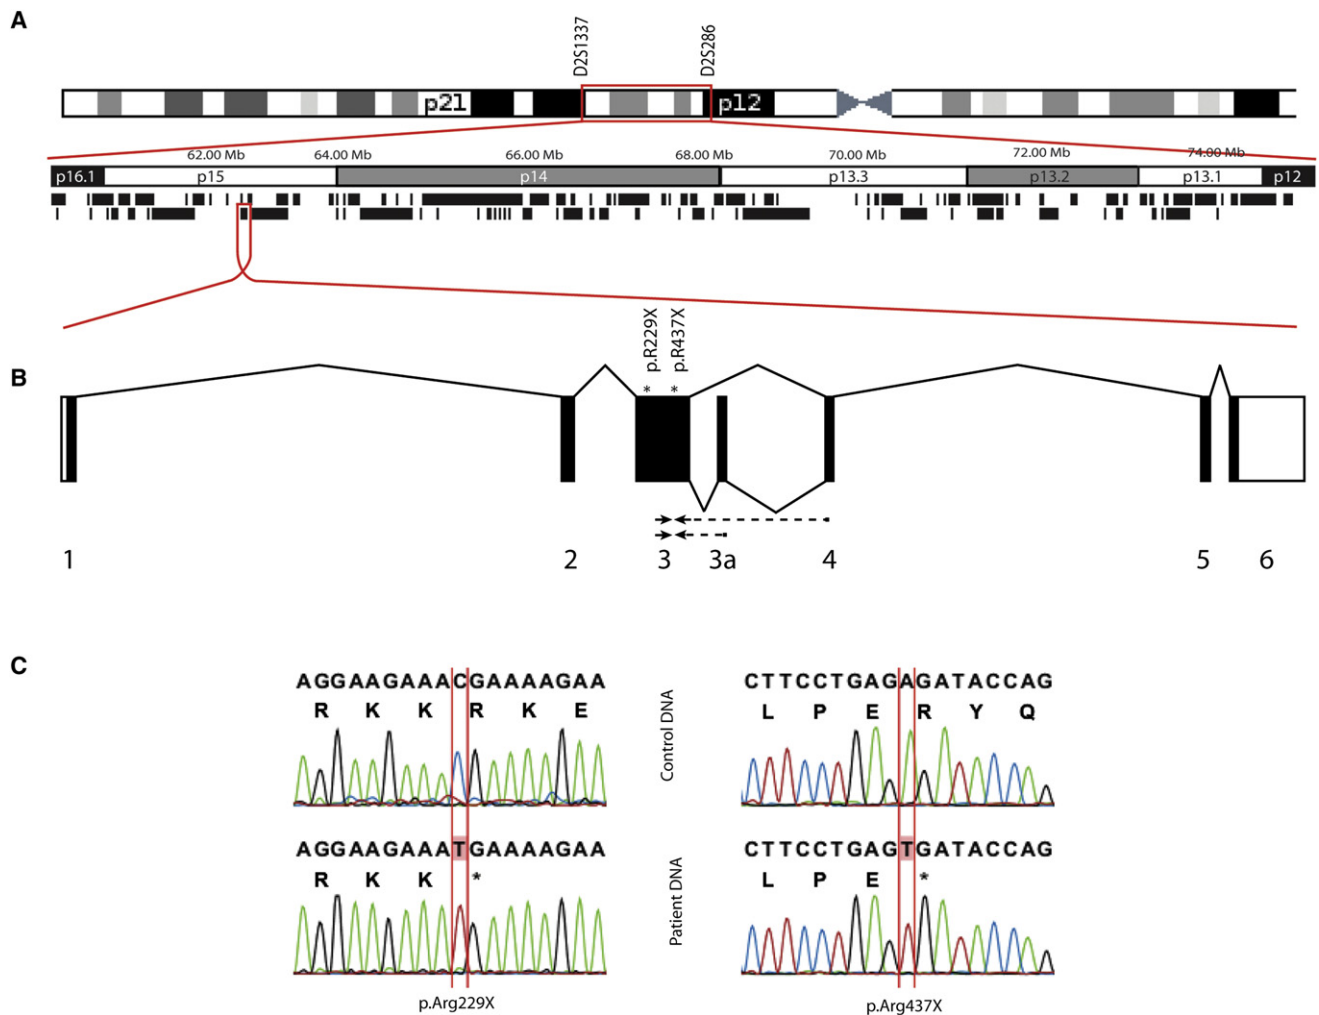 A
D2S1337
D2S286
p21
p12
62.00 Mb 64.00 Mb 66.00 Mb 68.00 Mb 70.00 Mb 72.00 Mb 74.00 Mb
p16.1 p15 p14 p13.3 p13.2 p13.1 p12
p.R229X
p.R437X
B
* *
1 2 3 3a 4 5 6
C
AGGAAGAAACGAAAAGAA
R K K R K E
Control DNA
CTTCCTGAGAGATACCAG
L P E R Y Q
AGGAAGAAATGAAAAGAA
R K K *
Patient DNA
CTTCCTGAGTGATACCAG
L P E *
p.Arg229X
p.Arg437X